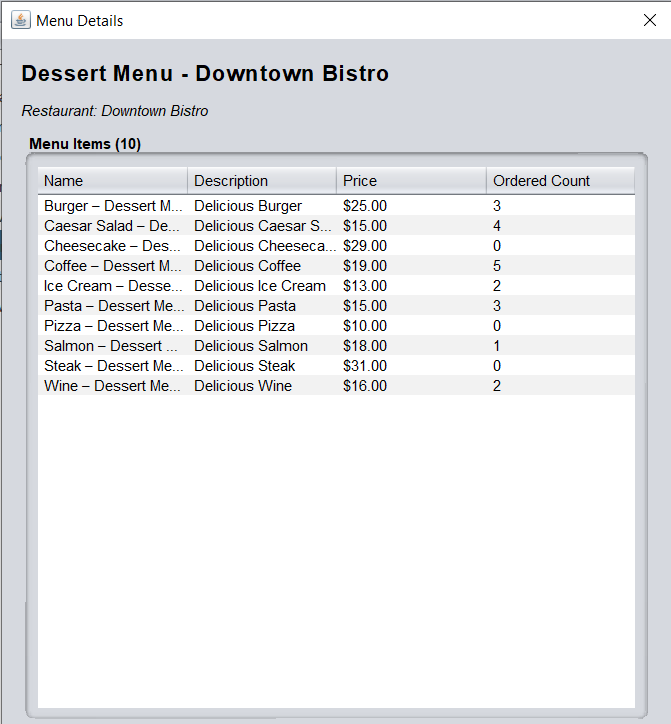 Menu Details
Dessert Menu - Downtown Bistro
Restaurant: Downtown Bistro
Menu Items (10)
Name Description Price Ordered Count
Burger – Dessert M... Delicious Burger $25.00 3
Caesar Salad – De... Delicious Caesar S... $15.00 4
Cheesecake – Des... Delicious Cheeseca... $29.00 0
Coffee – Dessert M... Delicious Coffee $19.00 5
Ice Cream – Desse... Delicious Ice Cream $13.00 2
Pasta – Dessert Me... Delicious Pasta $15.00 3
Pizza – Dessert Me... Delicious Pizza $10.00 0
Salmon – Dessert ... Delicious Salmon $18.00 1
Steak – Dessert Me... Delicious Steak $31.00 0
Wine – Dessert Me... Delicious Wine $16.00 2